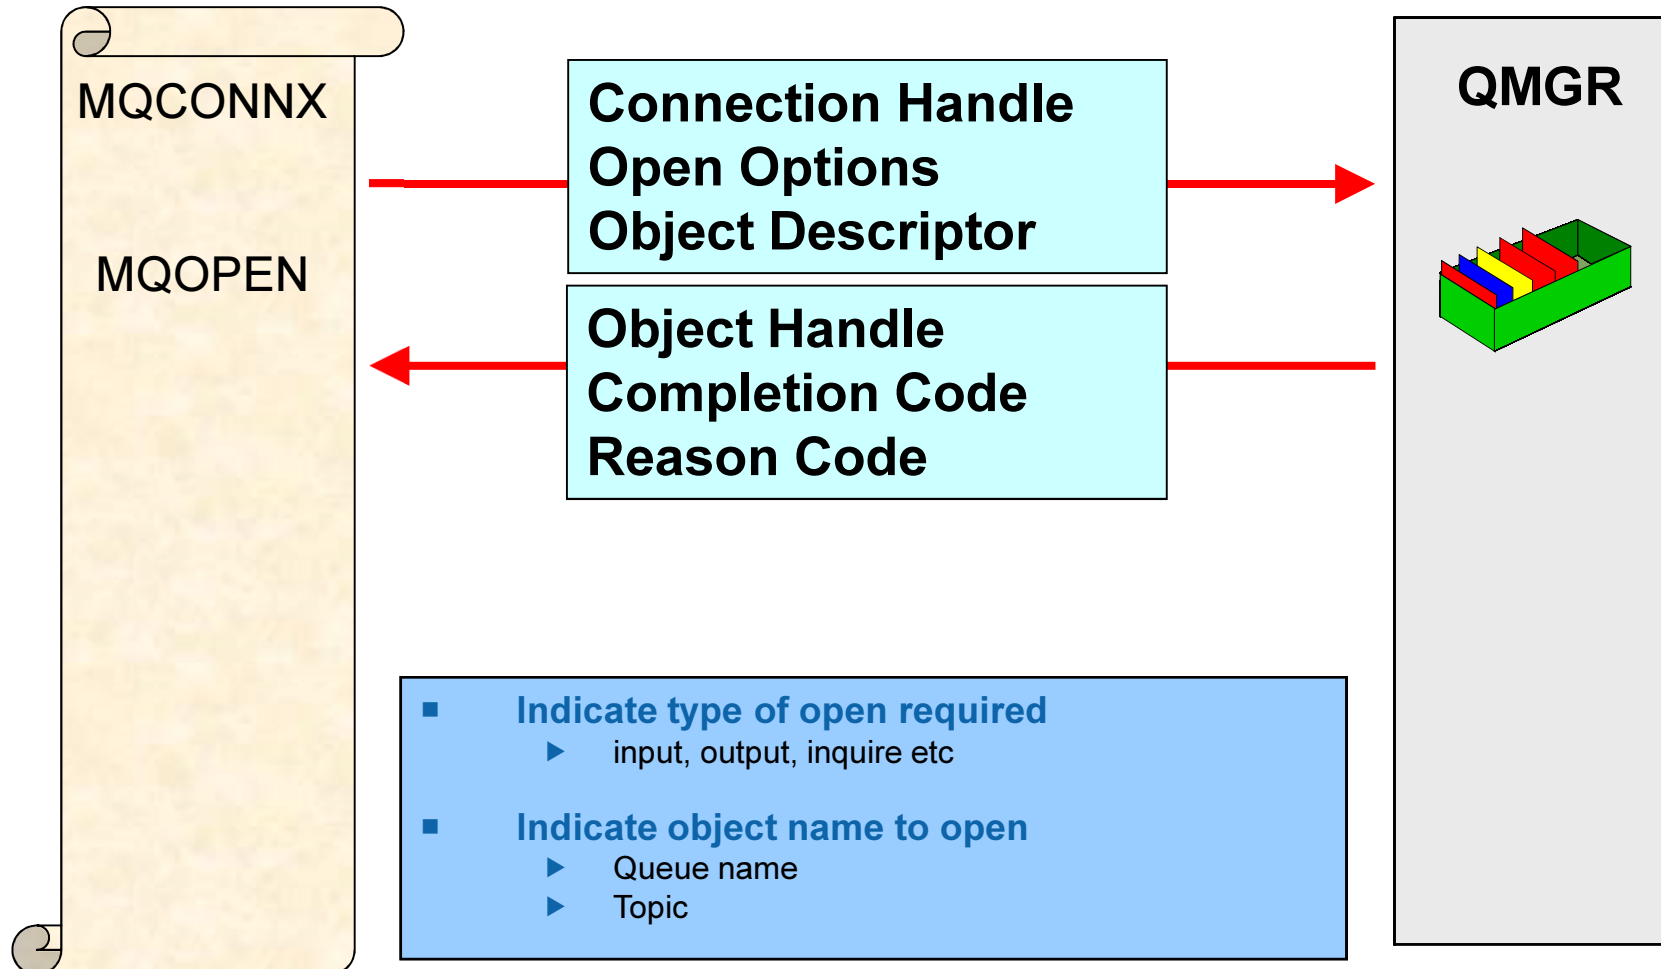 MQCONNX
MQOPEN
Connection Handle
Open Options
Object Descriptor
Object Handle
Completion Code
Reason Code
QMGR
Indicate type of open required
input, output, inquire etc
Indicate object name to open
Queue name
Topic